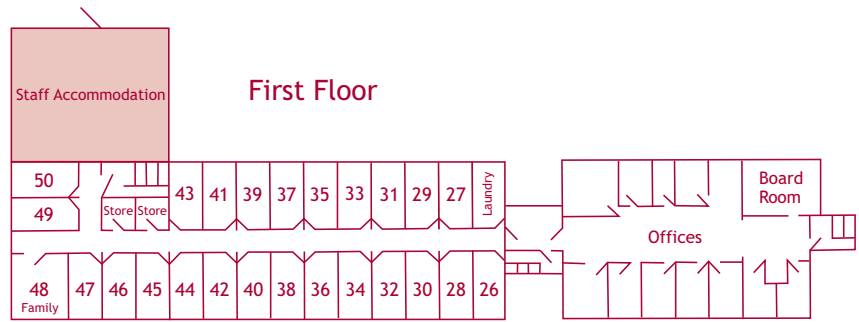 First Floor
Staff Accommodation
50
49
Store Store
43 41 39 37 35 33 31 29 27 Laundry
Board
Room
Offices
48 47 46 45 44 42 40 38 36 34 32 30 28 26
Family